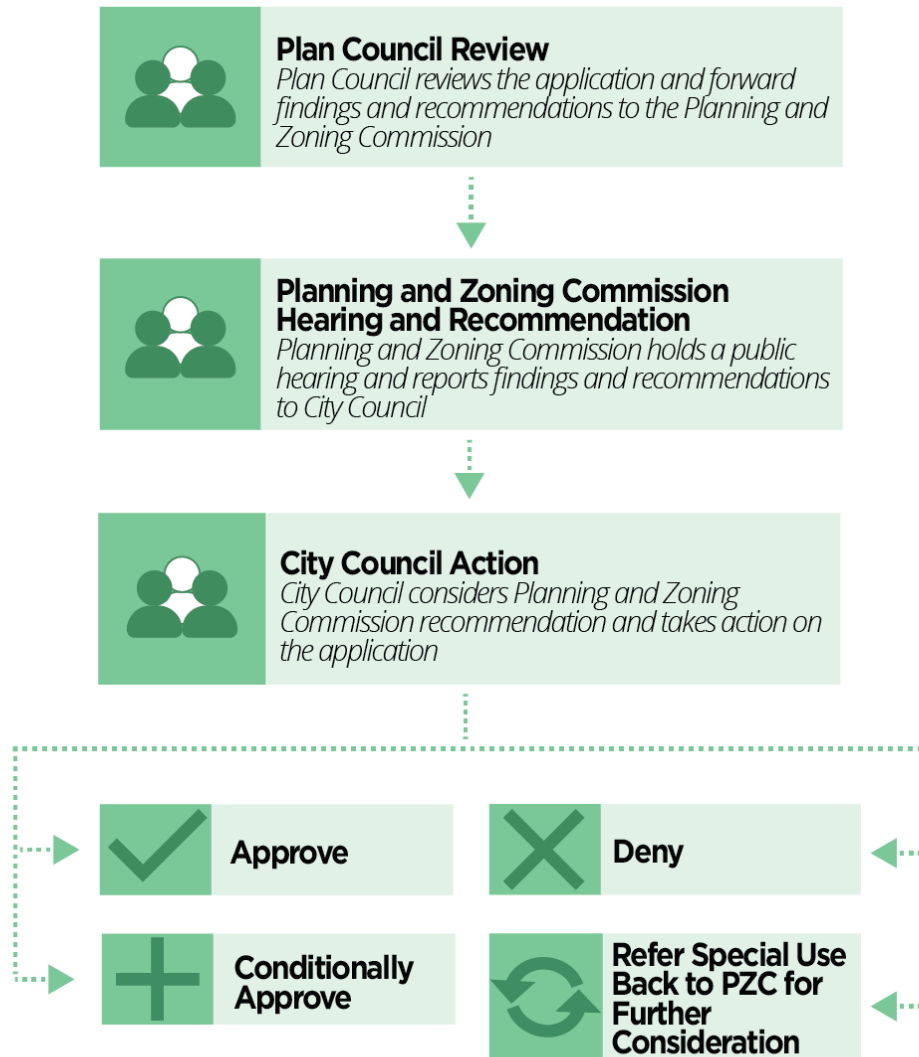 Plan Council Review
Plan Council reviews the application and forward
findings and recommendations to the Planning and
Zoning Commission
Planning and Zoning Commission
Hearing and Recommendation
Planning and Zoning Commission holds a public
hearing and reports findings and recommendations
to City Council
City Council Action
City Council considers Planning and Zoning
Commission recommendation and takes action on
the application
Approve
Deny
Conditionally
Approve
Refer Special Use
Back to PZC for
Further
Consideration